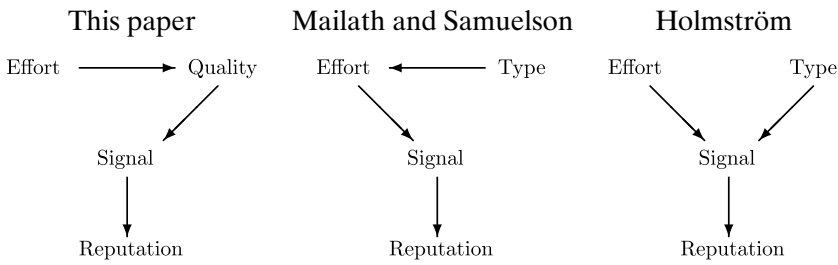 This paper Mailath and Samuelson Holmström
Effort Quality Effort Type Effort Type
Signal Signal Signal
Reputation Reputation Reputation